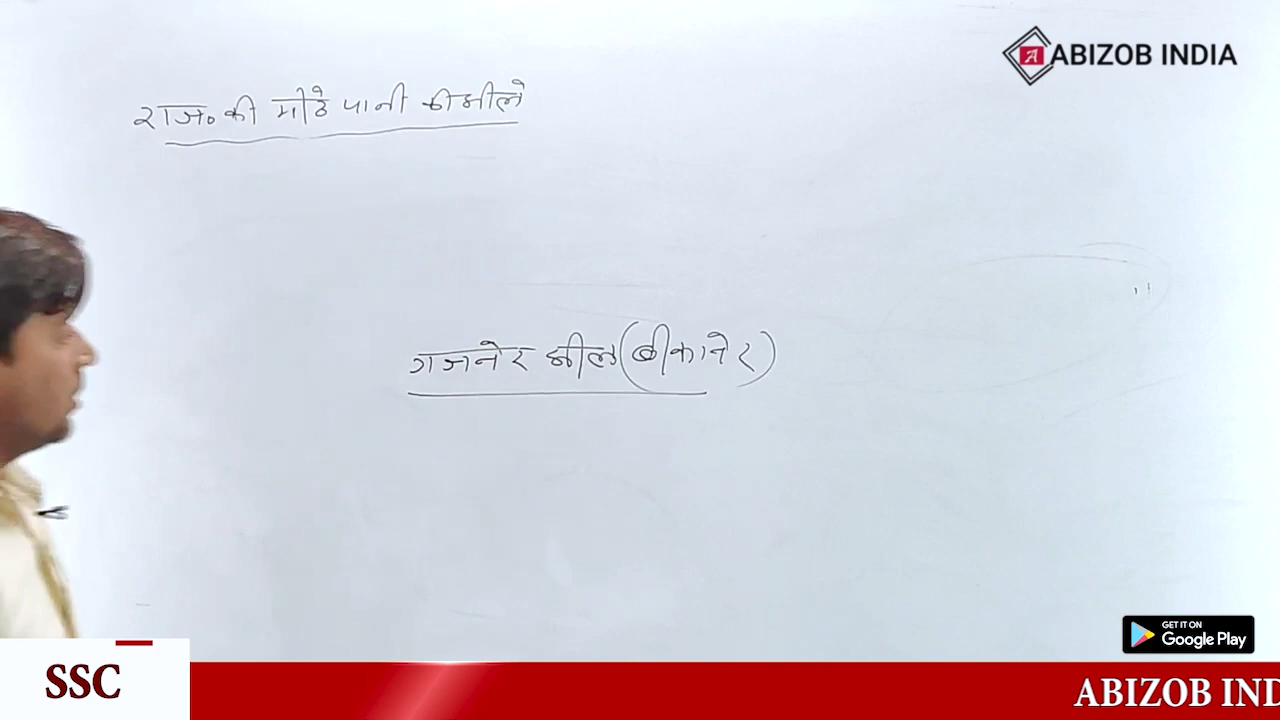 ABIZOB INDIA
राज० की मीठे पानी की झीले
गजनेर झील (बीकानेर)
GET IT ON
Google Play
SSC
ABIZOB IND